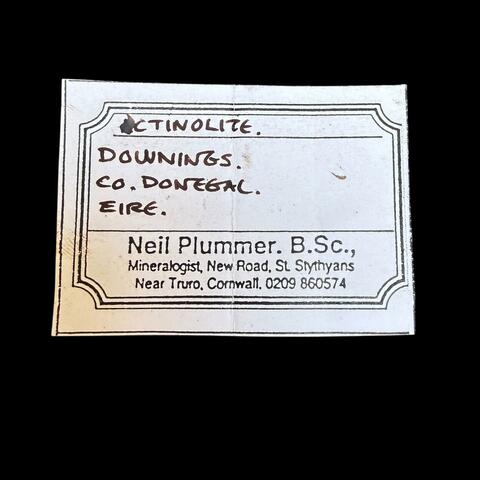 ACTINOLITE.
DOWNINGS.
CO. DONEGAL.
EIRE.
Neil Plummer. B.Sc.,
Mineralogist, New Road, St. Stythyans
Near Truro, Cornwall. 0209 860574